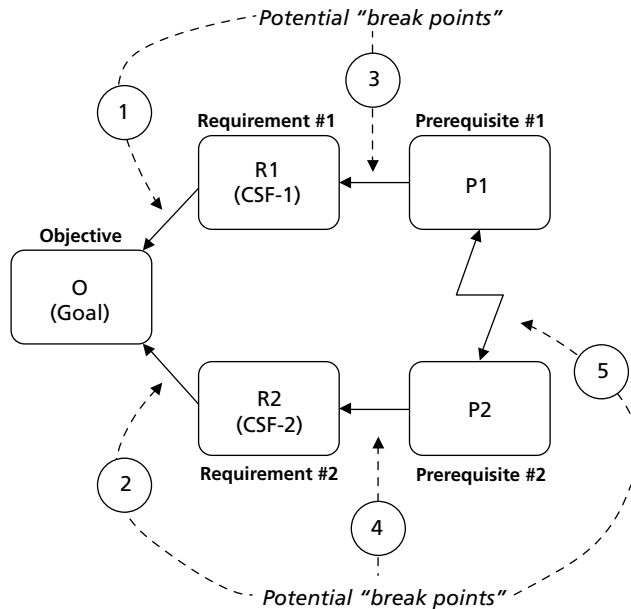 Potential “break points”
1
3
Requirement #1
Prerequisite #1
R1
(CSF-1)
P1
Objective
O
(Goal)
5
R2
(CSF-2)
P2
Requirement #2
Prerequisite #2
2
4
Potential “break points”